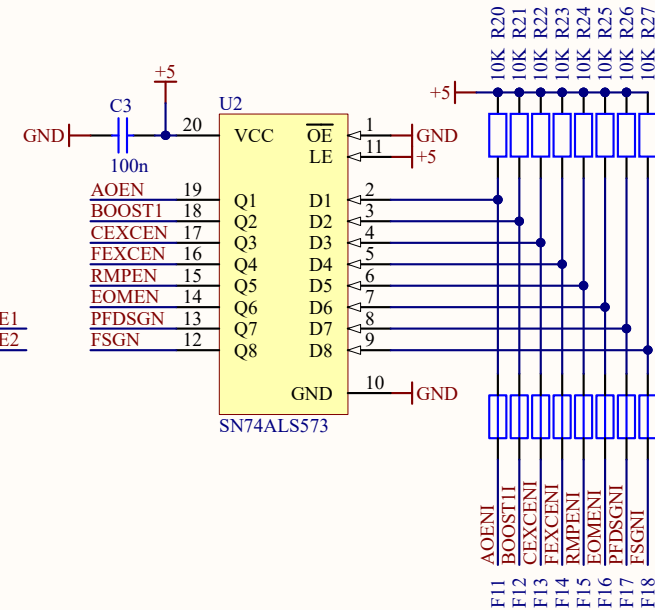 10K R20
10K R21
10K R22
10K R23
10K R24
10K R25
10K R26
10K R27
+5
+5
C3
100n
GND
U2
20 VCC
OE 1 GND
LE 11 +5
AOEN 19 Q1 D1 2
BOOST1 18 Q2 D2 3
CEXCEN 17 Q3 D3 4
FEXCEN 16 Q4 D4 5
RMPEN 15 Q5 D5 6
EOMEN 14 Q6 D6 7
E1 PFDSGN 13 Q7 D7 8
E2 FSGN 12 Q8 D8 9
GND 10 GND
SN74ALS573
F11 AOENI
F12 BOOST1I
F13 CEXCENI
F14 FEXCENI
F15 RMPENI
F16 EOMENI
F17 PFDSGNI
F18 FSGNI